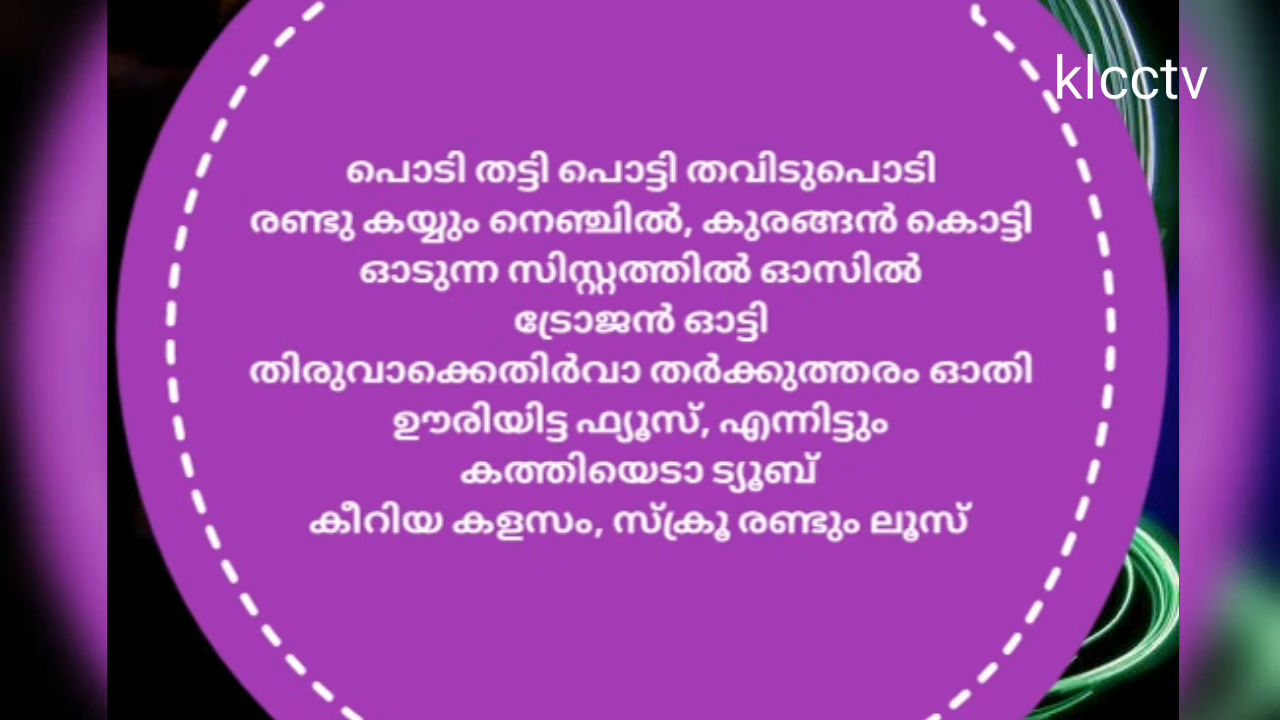 klcctv
പൊടി തട്ടി പൊട്ടി തവിടുപൊടി
രണ്ടു കയ്യും നെഞ്ചിൽ, കുരങ്ങൻ കൊട്ടി
ഓടുന്ന സിസ്റ്റത്തിൽ ഓസിൽ
ട്രോജൻ ഓട്ടി
തിരുവാക്കെതിർവാ തർക്കുത്തരം ഓതി
ഊരിയിട്ട ഫ്യൂസ്, എന്നിട്ടും
കത്തിയെടാ ട്യൂബ്
കീറിയ കളസം, സ്ക്രൂ രണ്ടും ലൂസ്